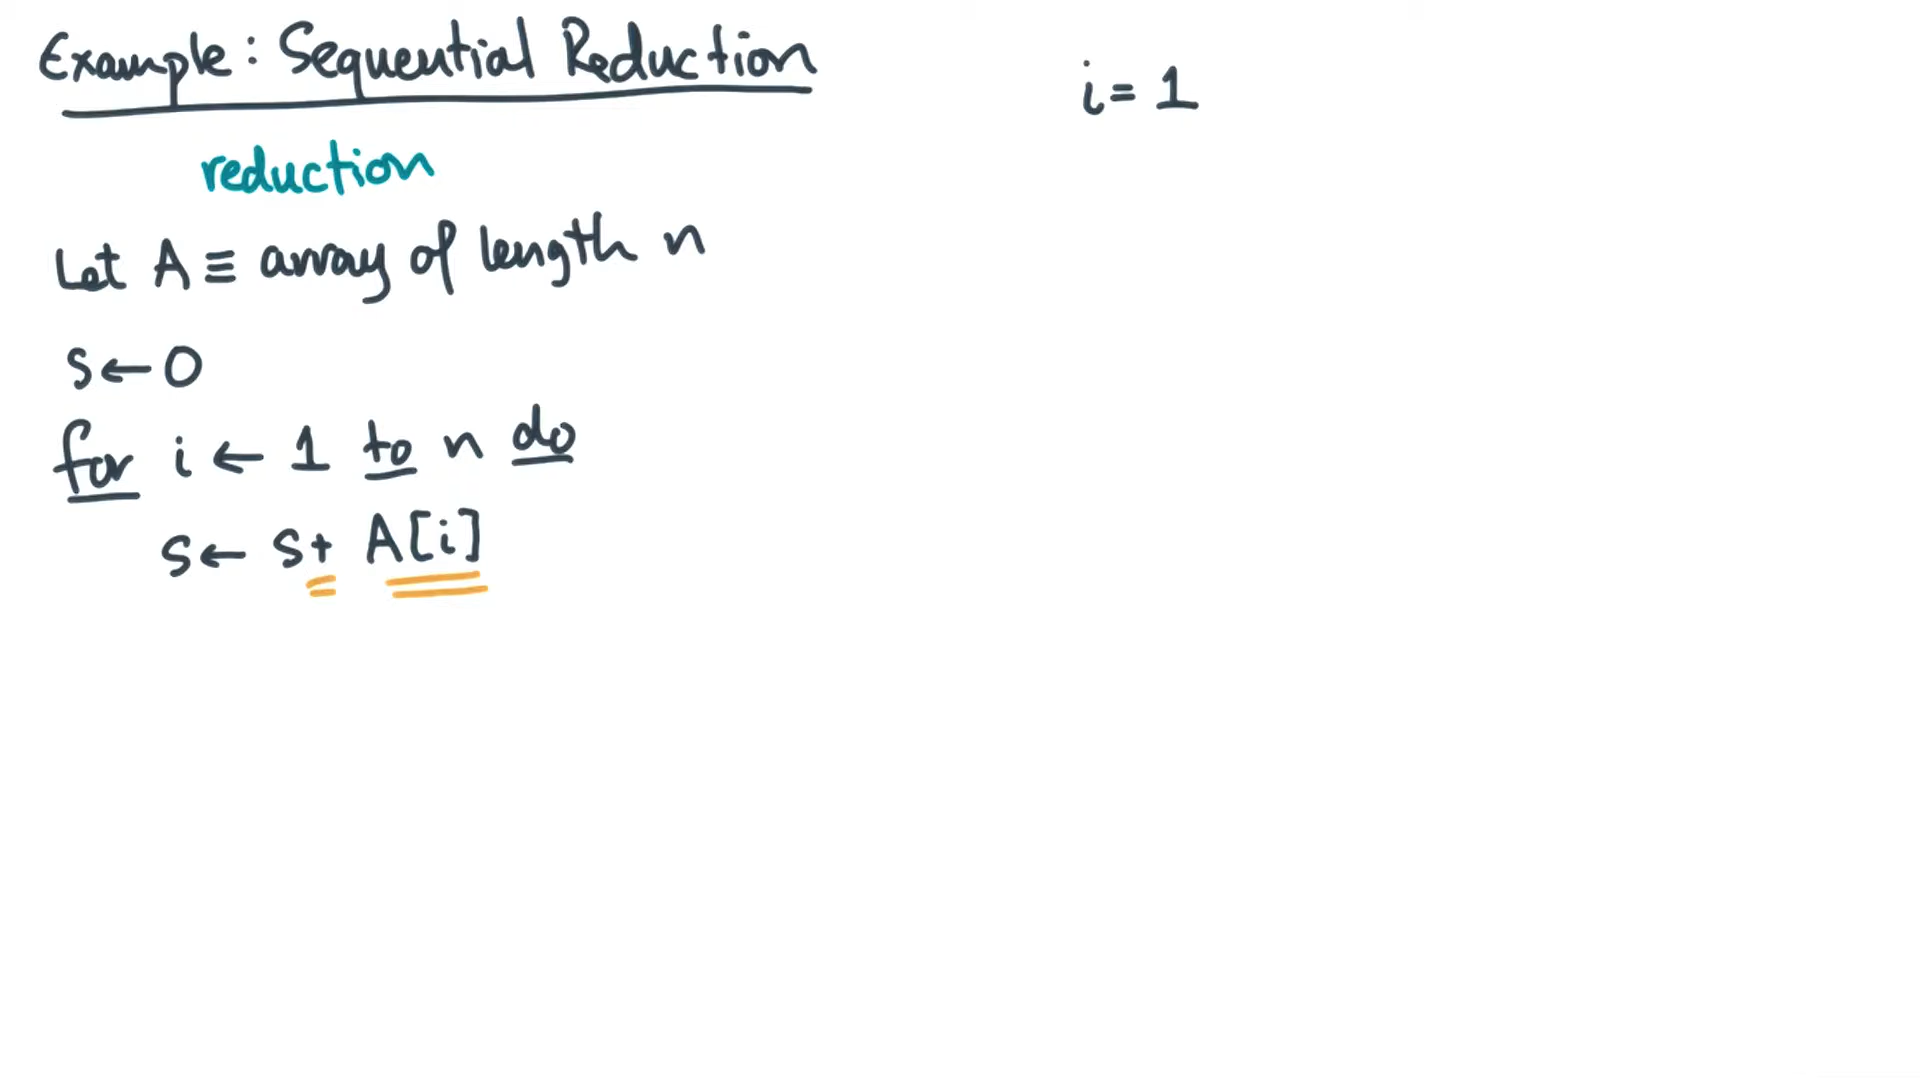 Example: Sequential Reduction
reduction
Let A ≡ array of length n
s ← 0
for i ← 1 to n do
s ← s + A[i]
i = 1